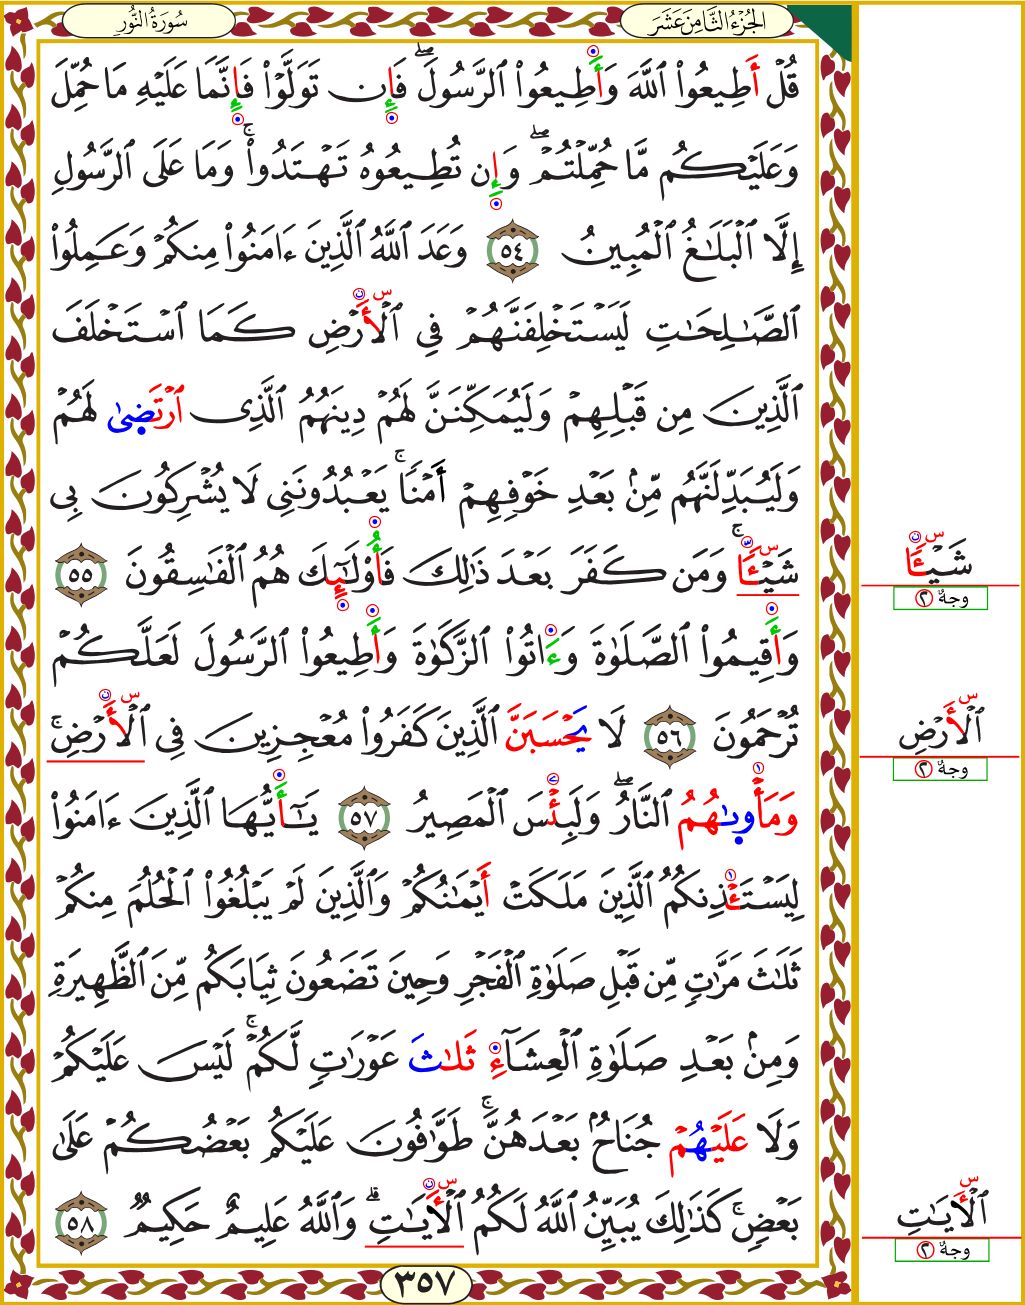 الجُزْءُ الثَّامِنَ عَشَرَ
سُورَةُ النُّورِ
قُلۡ أَطِيعُواْ ٱللَّهَ وَأَطِيعُواْ ٱلرَّسُولَۖ فَإِن تَوَلَّوۡاْ فَإِنَّمَا عَلَيۡهِ مَا حُمِّلَ
وَعَلَيۡكُم مَّا حُمِّلۡتُمۡۖ وَإِن تُطِيعُوهُ تَهۡتَدُواْۚ وَمَا عَلَى ٱلرَّسُولِ
إِلَّا ٱلۡبَلَٰغُ ٱلۡمُبِينُ ٥٤ وَعَدَ ٱللَّهُ ٱلَّذِينَ ءَامَنُواْ مِنكُمۡ وَعَمِلُواْ
ٱلصَّٰلِحَٰتِ لَيَسۡتَخۡلِفَنَّهُمۡ فِي ٱلۡأَرۡضِ كَمَا ٱسۡتَخۡلَفَ
س ن
ٱلَّذِينَ مِن قَبۡلِهِمۡ وَلَيُمَكِّنَنَّ لَهُمۡ دِينَهُمُ ٱلَّذِي ٱرۡتَضىٰ لَهُمۡ
وَلَيُبَدِّلَنَّهُم مِّنۢ بَعۡدِ خَوۡفِهِمۡ أَمۡنٗاۚ يَعۡبُدُونَنِي لَا يُشۡرِكُونَ بِي
شَيۡـٔٗاۚ وَمَن كَفَرَ بَعۡدَ ذَٰلِكَ فَأُوْلَٰٓئِكَ هُمُ ٱلۡفَٰسِقُونَ ٥٥
س ن
وَأَقِيمُواْ ٱلصَّلَوٰةَ وَءَاتُواْ ٱلزَّكَوٰةَ وَأَطِيعُواْ ٱلرَّسُولَ لَعَلَّكُمۡ
تُرۡحَمُونَ ٥٦ لَا يَحۡسَبَنَّ ٱلَّذِينَ كَفَرُواْ مُعۡجِزِينَ فِي ٱلۡأَرۡضِۚ
س ن
وَمَأۡوىٰهُمُ ٱلنَّارُۖ وَلَبِئۡسَ ٱلۡمَصِيرُ ٥٧ يَٰٓأَيُّهَا ٱلَّذِينَ ءَامَنُواْ
لِيَسۡتَـٔۡذِنكُمُ ٱلَّذِينَ مَلَكَتۡ أَيۡمَٰنُكُمۡ وَٱلَّذِينَ لَمۡ يَبۡلُغُواْ ٱلۡحُلُمَ مِنكُمۡ
ثَلَٰثَ مَرَّٰتٖۚ مِّن قَبۡلِ صَلَوٰةِ ٱلۡفَجۡرِ وَحِينَ تَضَعُونَ ثِيَابَكُم مِّنَ ٱلظَّهِيرَةِ
وَمِنۢ بَعۡدِ صَلَوٰةِ ٱلۡعِشَآءِ ثَلَٰثَ عَوۡرَٰتٖ لَّكُمۡۚ لَيۡسَ عَلَيۡكُمۡ
وَلَا عَلَيۡهُمۡ جُنَاحُۢ بَعۡدَهُنَّۚ طَوَّٰفُونَ عَلَيۡكُم بَعۡضُكُمۡ عَلَىٰ
بَعۡضٖۚ كَذَٰلِكَ يُبَيِّنُ ٱللَّهُ لَكُمُ ٱلۡأٓيَٰتِۗ وَٱللَّهُ عَلِيمٌ حَكِيمٞ ٥٨
س ن
٣٥٧
شَيۡـٔٗا
س ن
وجهٌ ٢
ٱلۡأَرۡضِ
س
وجهٌ ٢
ٱلۡأٓيَٰتِ
س
وجهٌ ٢